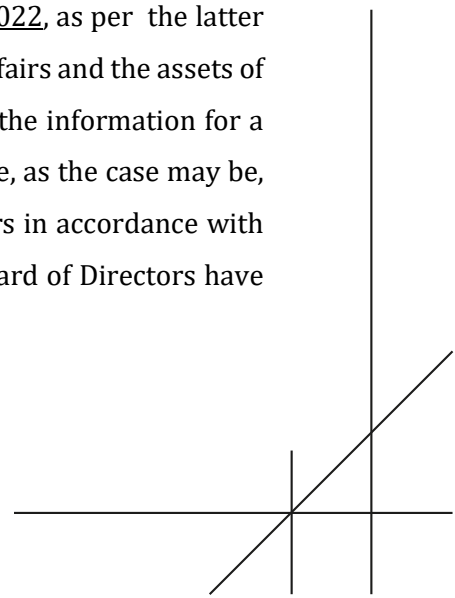 022, as per the latter
fairs and the assets of
the information for a
e, as the case may be,
rs in accordance with
ard of Directors have